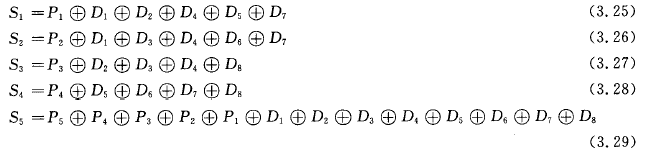 S₁ = P₁ ⊕ D₁ ⊕ D₂ ⊕ D₄ ⊕ D₅ ⊕ D₇ (3.25)
S₂ = P₂ ⊕ D₁ ⊕ D₃ ⊕ D₄ ⊕ D₆ ⊕ D₇ (3.26)
S₃ = P₃ ⊕ D₂ ⊕ D₃ ⊕ D₄ ⊕ D₈ (3.27)
S₄ = P₄ ⊕ D₅ ⊕ D₆ ⊕ D₇ ⊕ D₈ (3.28)
S₅ = P₅ ⊕ P₄ ⊕ P₃ ⊕ P₂ ⊕ P₁ ⊕ D₁ ⊕ D₂ ⊕ D₃ ⊕ D₄ ⊕ D₅ ⊕ D₆ ⊕ D₇ ⊕ D₈
(3.29)